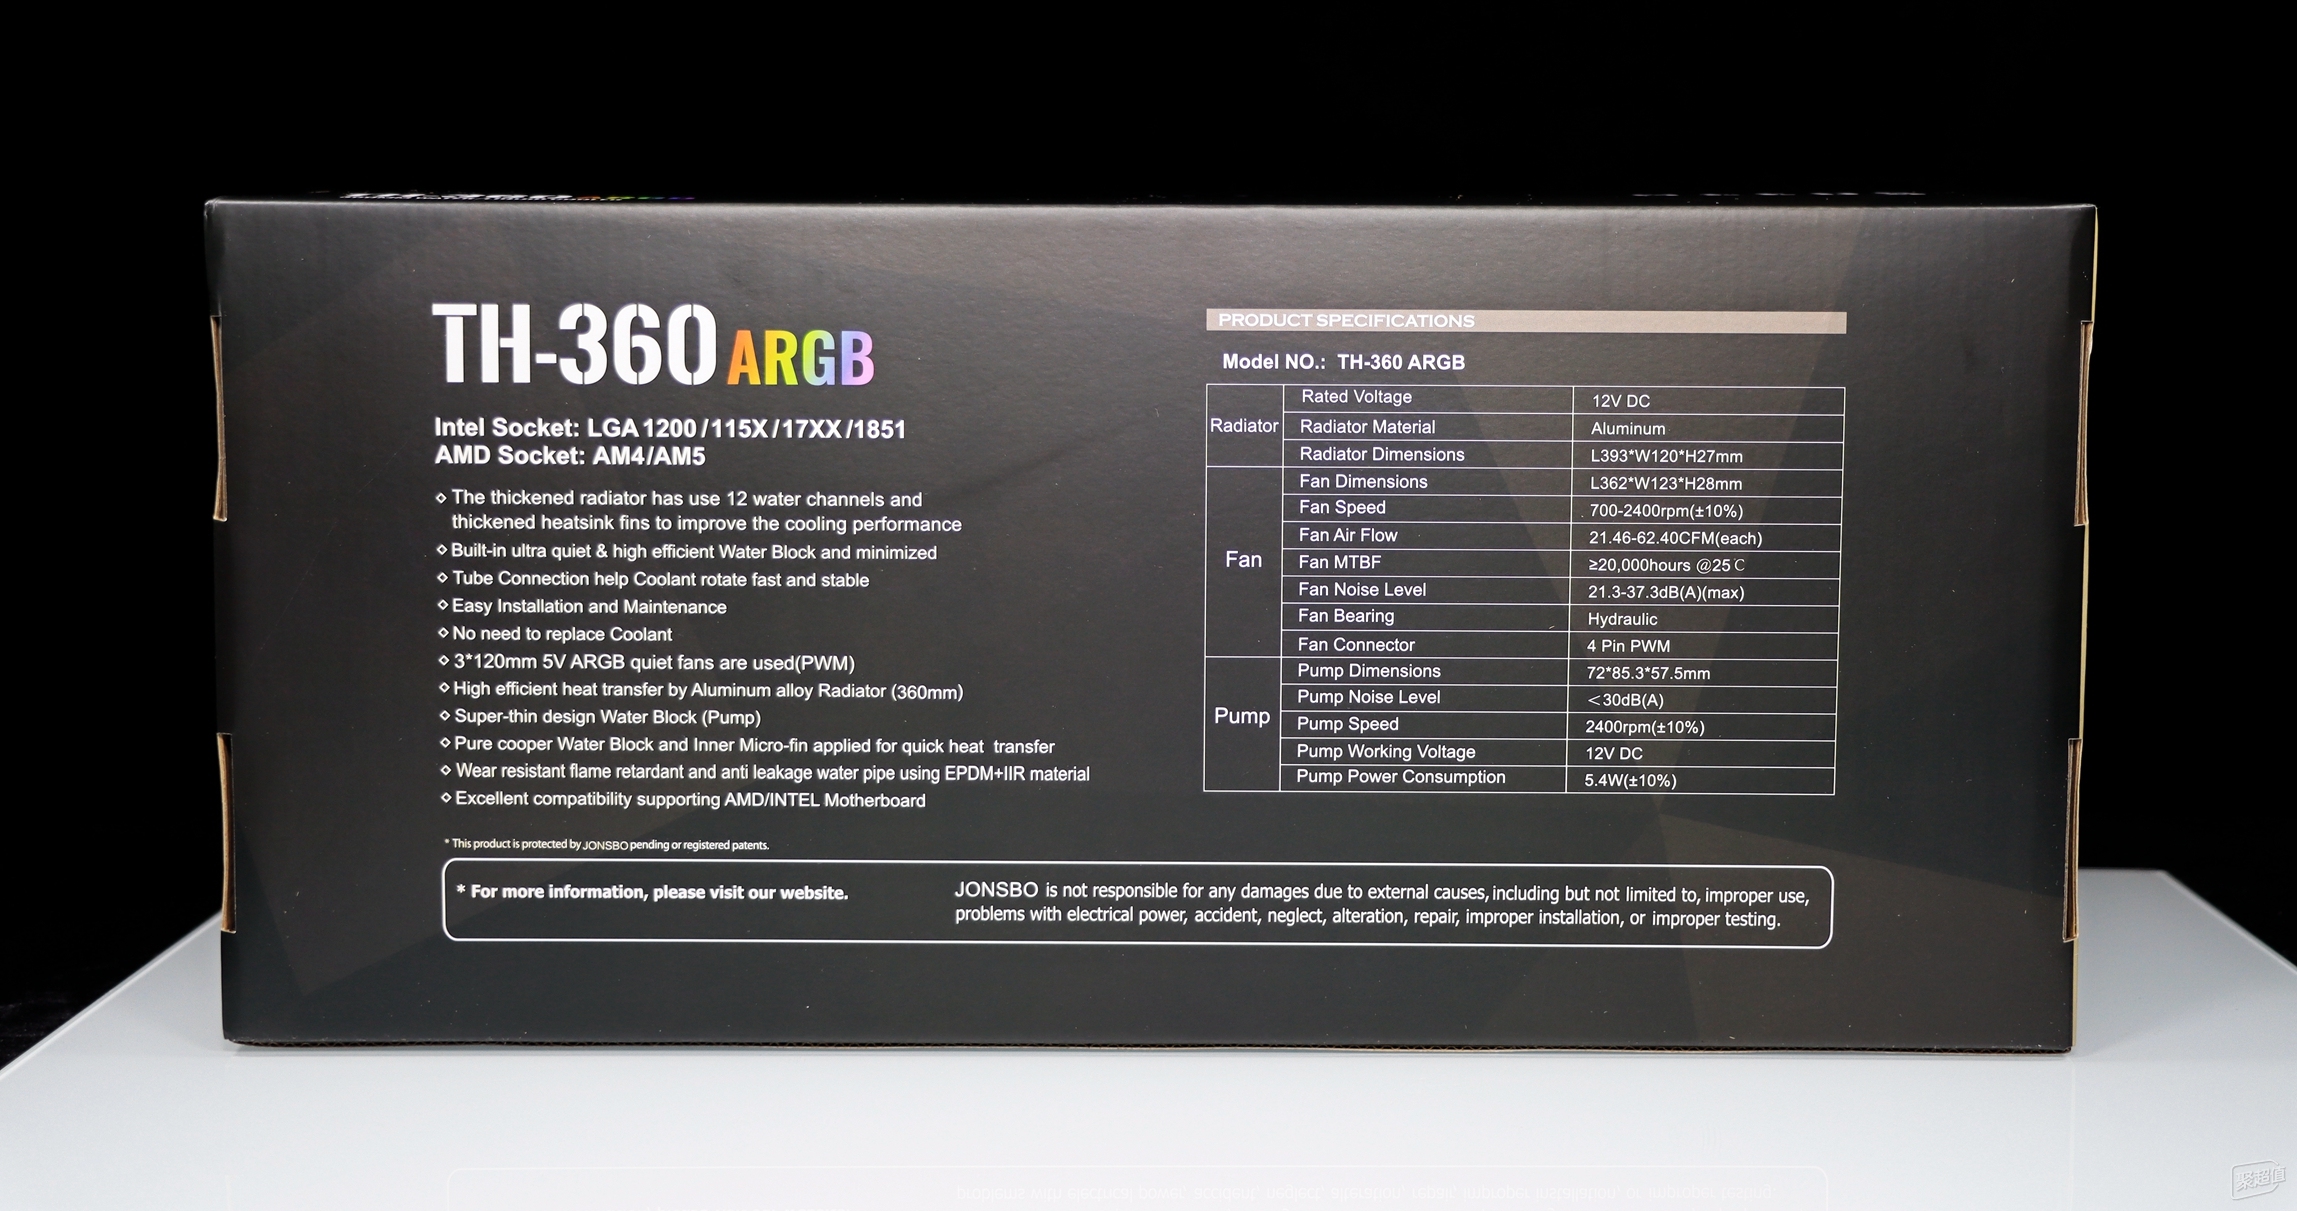 TH-360 ARGB
Intel Socket: LGA 1200 / 115X / 17XX / 1851
AMD Socket: AM4/AM5
◇ The thickened radiator has use 12 water channels and
thickened heatsink fins to improve the cooling performance
◇ Built-in ultra quiet & high efficient Water Block and minimized
◇ Tube Connection help Coolant rotate fast and stable
◇ Easy Installation and Maintenance
◇ No need to replace Coolant
◇ 3*120mm 5V ARGB quiet fans are used(PWM)
◇ High efficient heat transfer by Aluminum alloy Radiator (360mm)
◇ Super-thin design Water Block (Pump)
◇ Pure cooper Water Block and Inner Micro-fin applied for quick heat transfer
◇ Wear resistant flame retardant and anti leakage water pipe using EPDM+IIR material
◇ Excellent compatibility supporting AMD/INTEL Motherboard
* This product is protected by JONSBO pending or registered patents.
PRODUCT SPECIFICATIONS
Model NO.: TH-360 ARGB
Radiator
Rated Voltage 12V DC
Radiator Material Aluminum
Radiator Dimensions L393*W120*H27mm
Fan
Fan Dimensions L362*W123*H28mm
Fan Speed 700-2400rpm(±10%)
Fan Air Flow 21.46-62.40CFM(each)
Fan MTBF ≥20,000hours @25℃
Fan Noise Level 21.3-37.3dB(A)(max)
Fan Bearing Hydraulic
Fan Connector 4 Pin PWM
Pump
Pump Dimensions 72*85.3*57.5mm
Pump Noise Level <30dB(A)
Pump Speed 2400rpm(±10%)
Pump Working Voltage 12V DC
Pump Power Consumption 5.4W(±10%)
* For more information, please visit our website.
JONSBO is not responsible for any damages due to external causes, including but not limited to, improper use,
problems with electrical power, accident, neglect, alteration, repair, improper installation, or improper testing.
聚超值